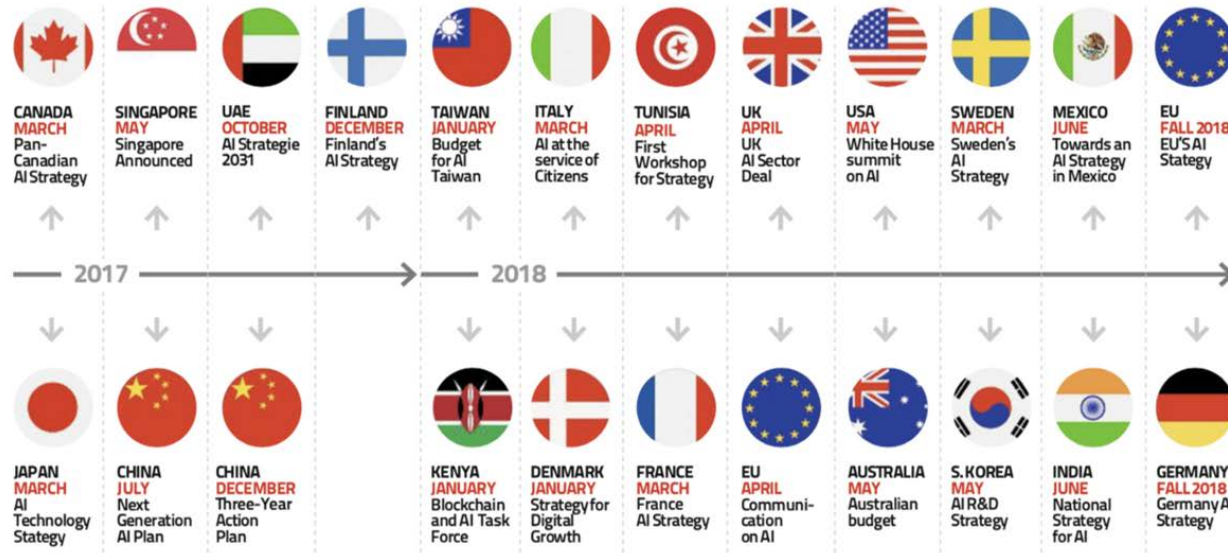 CANADA
MARCH
Pan-
Canadian
AI Strategy
SINGAPORE
MAY
Singapore
Announced
UAE
OCTOBER
AI Strategie
2031
FINLAND
DECEMBER
Finland's
AI Strategy
TAIWAN
JANUARY
Budget
for AI
Taiwan
ITALY
MARCH
AI at the
service of
Citizens
TUNISIA
APRIL
First
Workshop
for Strategy
UK
APRIL
UK
AI Sector
Deal
USA
MAY
White House
summit
on AI
SWEDEN
MARCH
Sweden's
AI
Strategy
MEXICO
JUNE
Towards an
AI Strategy
in Mexico
EU
FALL 2018
EU'S AI
Stategy
2017
2018
JAPAN
MARCH
AI
Technology
Stategy
CHINA
JULY
Next
Generation
AI Plan
CHINA
DECEMBER
Three-Year
Action
Plan
KENYA
JANUARY
Blockchain
and AI Task
Force
DENMARK
JANUARY
Strategy for
Digital
Growth
FRANCE
MARCH
France
AI Strategy
EU
APRIL
Communi-
cation
on AI
AUSTRALIA
MAY
Australian
budget
S.KOREA
MAY
AI R&D
Strategy
INDIA
JUNE
National
Strategy
for AI
GERMANY
FALL 2018
Germany AI
Strategy